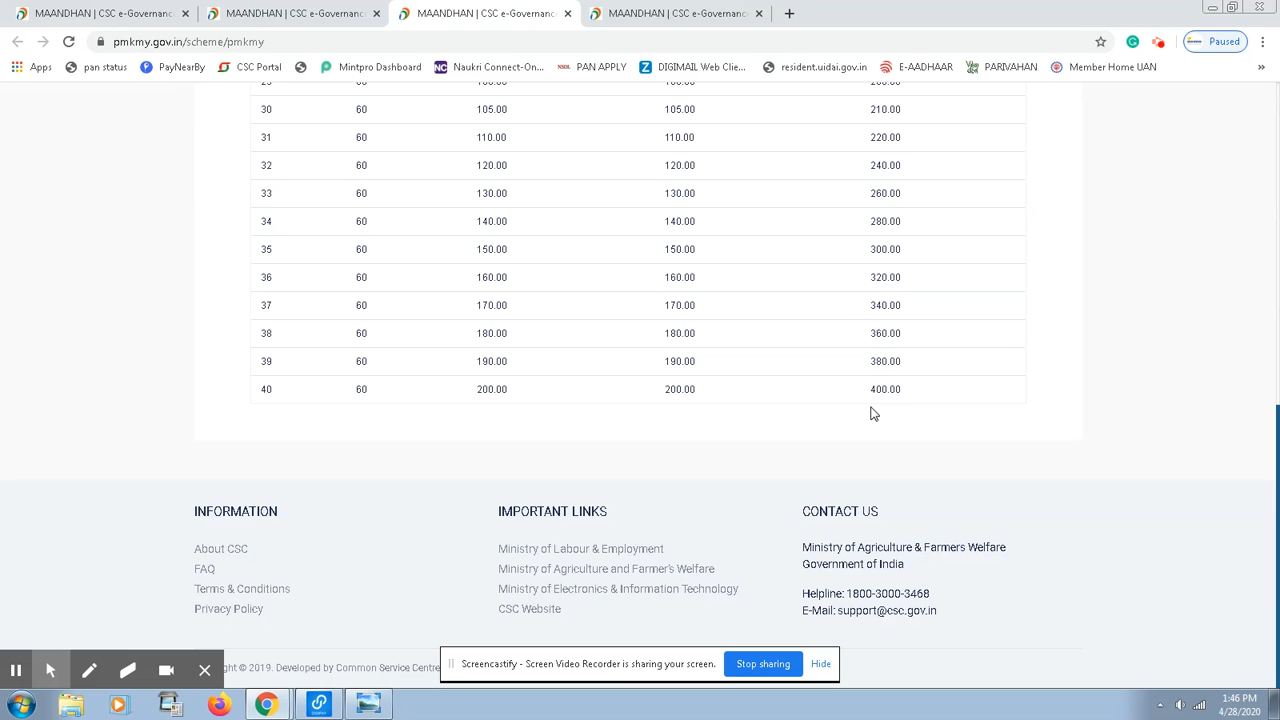 MAANDHAN | CSC e-Governance
MAANDHAN | CSC e-Governance
MAANDHAN | CSC e-Governance
MAANDHAN | CSC e-Governance
pmkmy.gov.in/scheme/pmkmy
Paused
Apps pan status PayNearBy CSC Portal Mintpro Dashboard Naukri Connect-On... PAN APPLY DIGIMAIL Web Clie... resident.uidai.gov.in E-AADHAAR PARIVAHAN Member Home UAN
30 60 105.00 105.00 210.00
31 60 110.00 110.00 220.00
32 60 120.00 120.00 240.00
33 60 130.00 130.00 260.00
34 60 140.00 140.00 280.00
35 60 150.00 150.00 300.00
36 60 160.00 160.00 320.00
37 60 170.00 170.00 340.00
38 60 180.00 180.00 360.00
39 60 190.00 190.00 380.00
40 60 200.00 200.00 400.00
INFORMATION
About CSC
FAQ
Terms & Conditions
Privacy Policy
IMPORTANT LINKS
Ministry of Labour & Employment
Ministry of Agriculture and Farmer's Welfare
Ministry of Electronics & Information Technology
CSC Website
CONTACT US
Ministry of Agriculture & Farmers Welfare
Government of India
Helpline: 1800-3000-3468
E-Mail: support@csc.gov.in
© 2019. Developed by Common Service Centre
Screencastify - Screen Video Recorder is sharing your screen. Stop sharing Hide
1:46 PM
4/28/2020